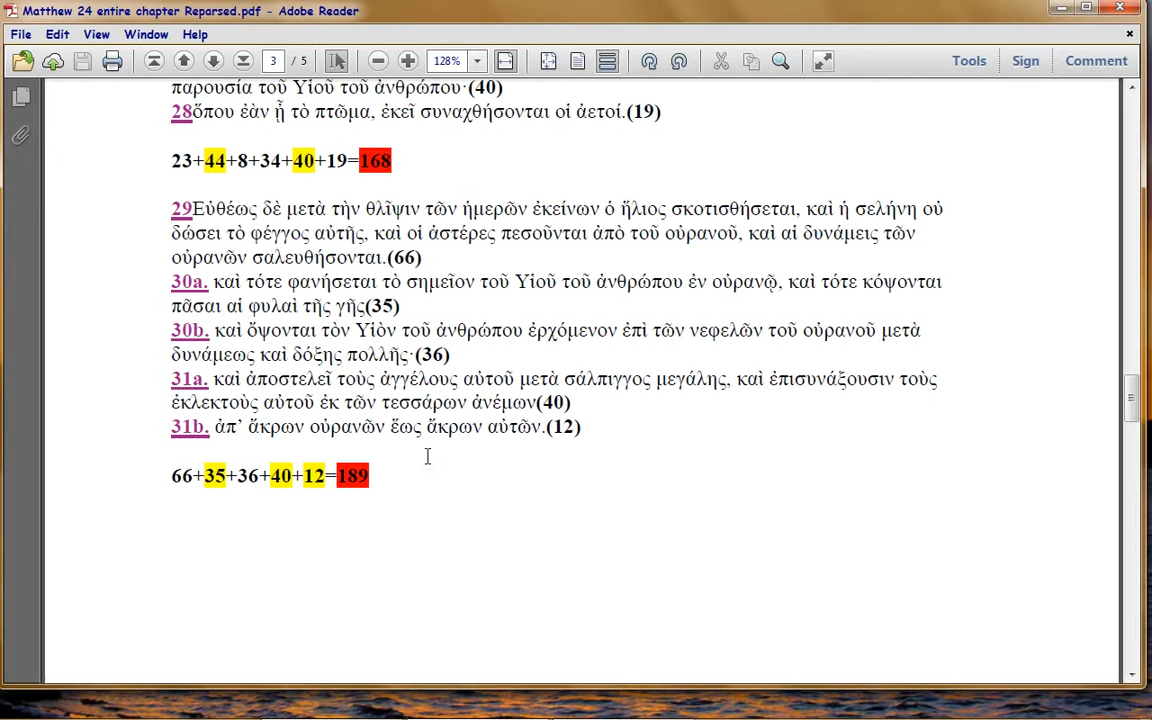 Matthew 24 entire chapter Reparsed.pdf - Adobe Reader
File Edit View Window Help
3 / 5 128% Tools Sign Comment
παρουσία τοῦ Υἱοῦ τοῦ ἀνθρώπου·(40)
28ὅπου ἐὰν ᾖ τὸ πτῶμα, ἐκεῖ συναχθήσονται οἱ ἀετοί.(19)
23+44+8+34+40+19=168
29Εὐθέως δὲ μετὰ τὴν θλῖψιν τῶν ἡμερῶν ἐκείνων ὁ ἥλιος σκοτισθήσεται, καὶ ἡ σελήνη οὐ
δώσει τὸ φέγγος αὐτῆς, καὶ οἱ ἀστέρες πεσοῦνται ἀπὸ τοῦ οὐρανοῦ, καὶ αἱ δυνάμεις τῶν
οὐρανῶν σαλευθήσονται.(66)
30a. καὶ τότε φανήσεται τὸ σημεῖον τοῦ Υἱοῦ τοῦ ἀνθρώπου ἐν οὐρανῷ, καὶ τότε κόψονται
πᾶσαι αἱ φυλαὶ τῆς γῆς(35)
30b. καὶ ὄψονται τὸν Υἱὸν τοῦ ἀνθρώπου ἐρχόμενον ἐπὶ τῶν νεφελῶν τοῦ οὐρανοῦ μετὰ
δυνάμεως καὶ δόξης πολλῆς·(36)
31a. καὶ ἀποστελεῖ τοὺς ἀγγέλους αὐτοῦ μετὰ σάλπιγγος μεγάλης, καὶ ἐπισυνάξουσιν τοὺς
ἐκλεκτοὺς αὐτοῦ ἐκ τῶν τεσσάρων ἀνέμων(40)
31b. ἀπ’ ἄκρων οὐρανῶν ἕως ἄκρων αὐτῶν.(12)
66+35+36+40+12=189